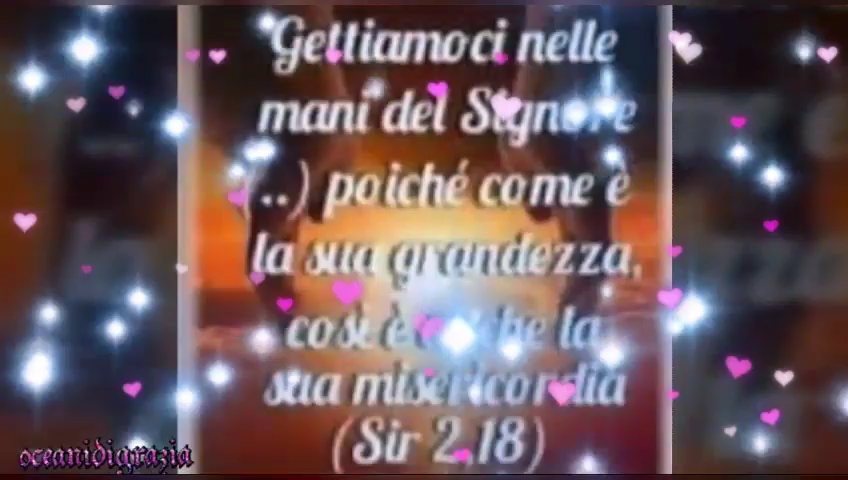 Gettiamoci nelle
mani del Signore
(..) poiché come è
la sua grandezza,
così è anche la
sua misericordia
(Sir 2,18)
oceanidigrazia